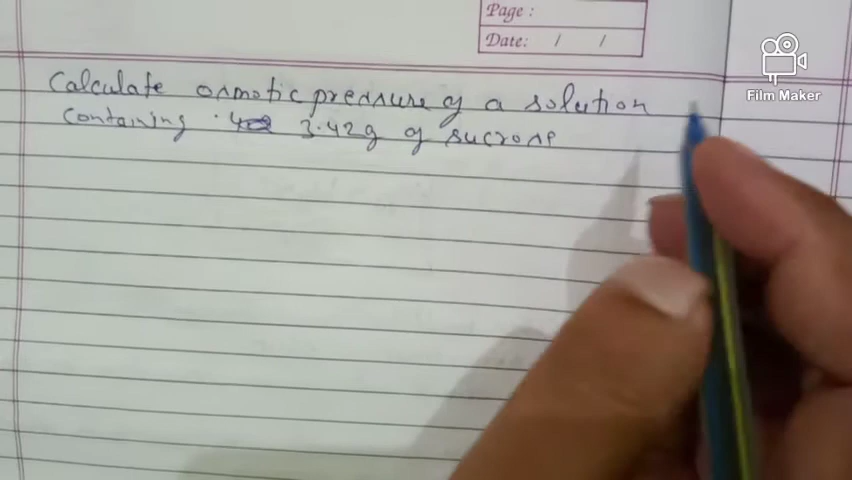 Page :
Date: / /
Film Maker
Calculate osmotic pressure of a solution
containing 3.42g of sucrose